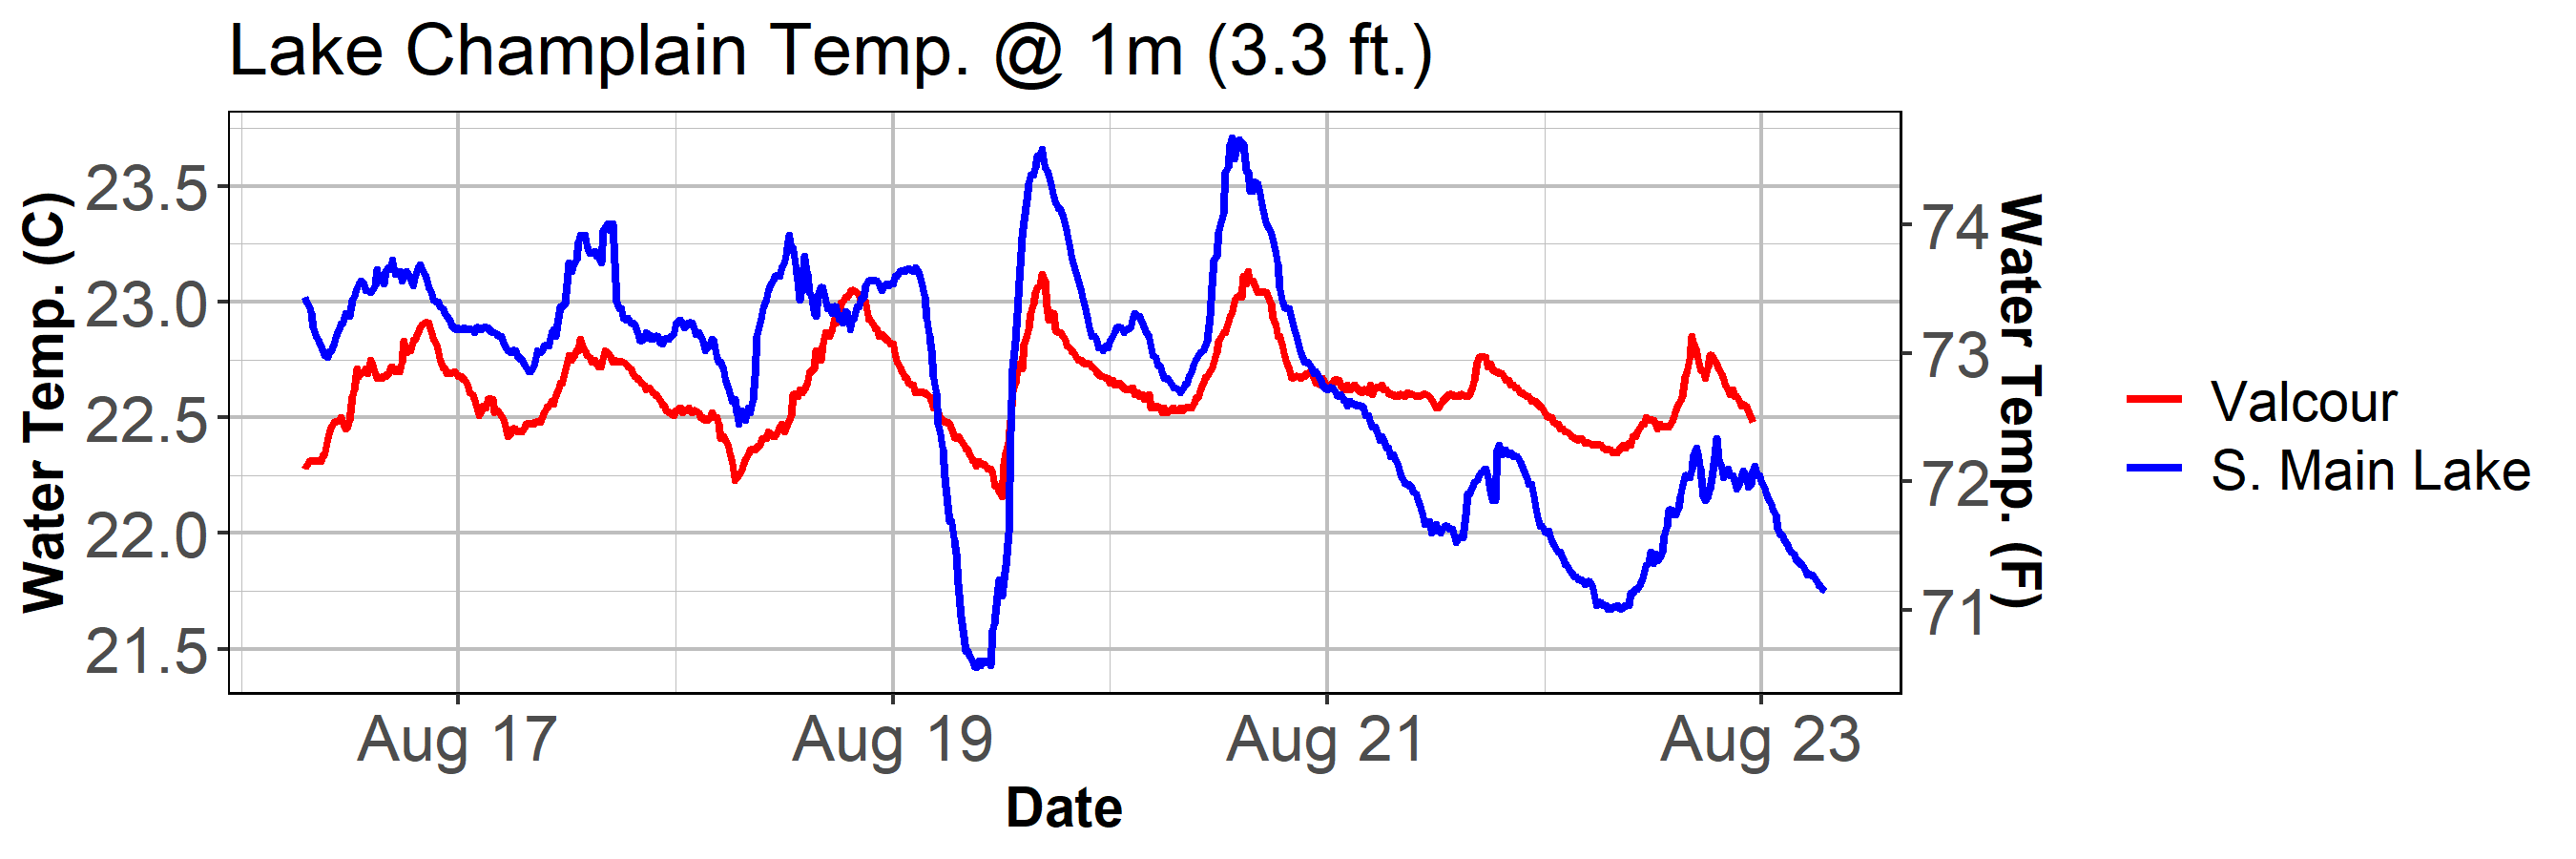 Lake Champlain Temp. @ 1m (3.3 ft.)
Water Temp. (C)
23.5
23.0
22.5
22.0
21.5
74
73
72
71
Water Temp. (F)
Aug 17
Aug 19
Aug 21
Aug 23
Date
Valcour
S. Main Lake